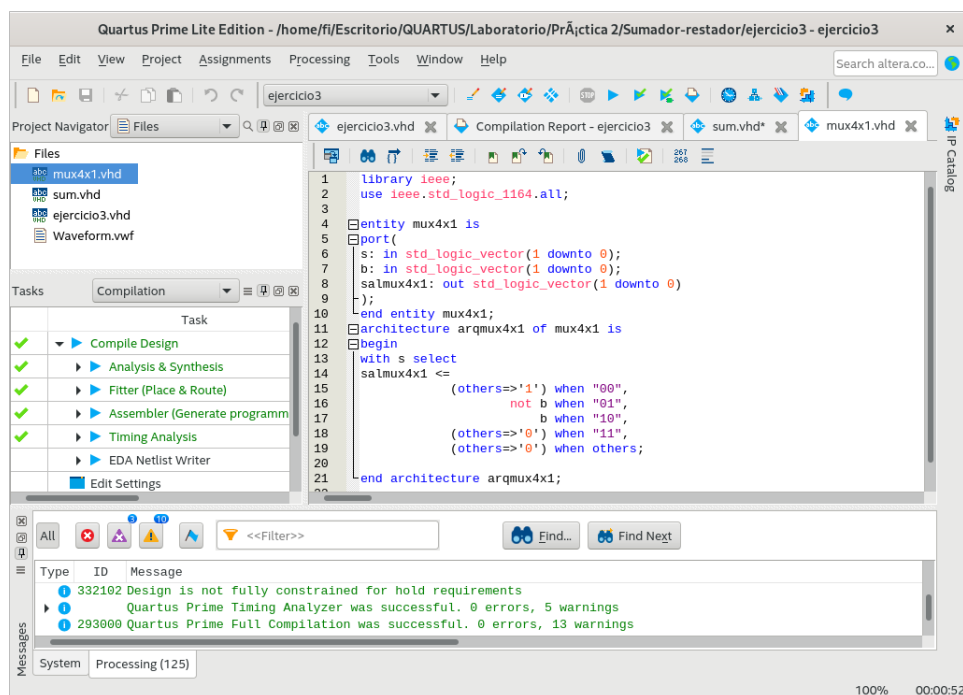 Quartus Prime Lite Edition - /home/fi/Escritorio/QUARTUS/Laboratorio/PrÃ¡ctica 2/Sumador-restador/ejercicio3 - ejercicio3
File Edit View Project Assignments Processing Tools Window Help
Search altera.co...
ejercicio3
Project Navigator Files
ejercicio3.vhd
Compilation Report - ejercicio3
sum.vhd*
mux4x1.vhd
IP Catalog
Files
mux4x1.vhd
sum.vhd
ejercicio3.vhd
Waveform.vwf
Tasks Compilation
Task
Compile Design
Analysis & Synthesis
Fitter (Place & Route)
Assembler (Generate programm
Timing Analysis
EDA Netlist Writer
Edit Settings
267
268
1 library ieee;
2 use ieee.std_logic_1164.all;
3
4 entity mux4x1 is
5 port(
6 s: in std_logic_vector(1 downto 0);
7 b: in std_logic_vector(1 downto 0);
8 salmux4x1: out std_logic_vector(1 downto 0)
9 );
10 end entity mux4x1;
11 architecture arqmux4x1 of mux4x1 is
12 begin
13 with s select
14 salmux4x1 <=
15 (others=>'1') when "00",
16 not b when "01",
17 b when "10",
18 (others=>'0') when "11",
19 (others=>'0') when others;
20
21 end architecture arqmux4x1;
All 3 10 <<Filter>> Find... Find Next
Type ID Message
332102 Design is not fully constrained for hold requirements
Quartus Prime Timing Analyzer was successful. 0 errors, 5 warnings
293000 Quartus Prime Full Compilation was successful. 0 errors, 13 warnings
Messages
System Processing (125)
100% 00:00:52